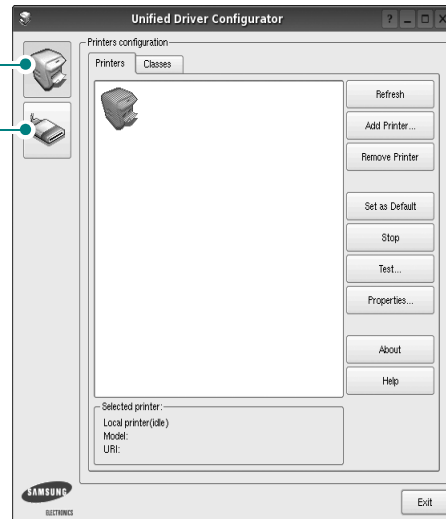 Unified Driver Configurator
Printers configuration
Printers
Classes
Refresh
Add Printer...
Remove Printer
Set as Default
Stop
Test...
Properties...
About
Help
Selected printer:
Local printer(idle)
Model:
URI:
SAMSUNG
ELECTRONICS
Exit